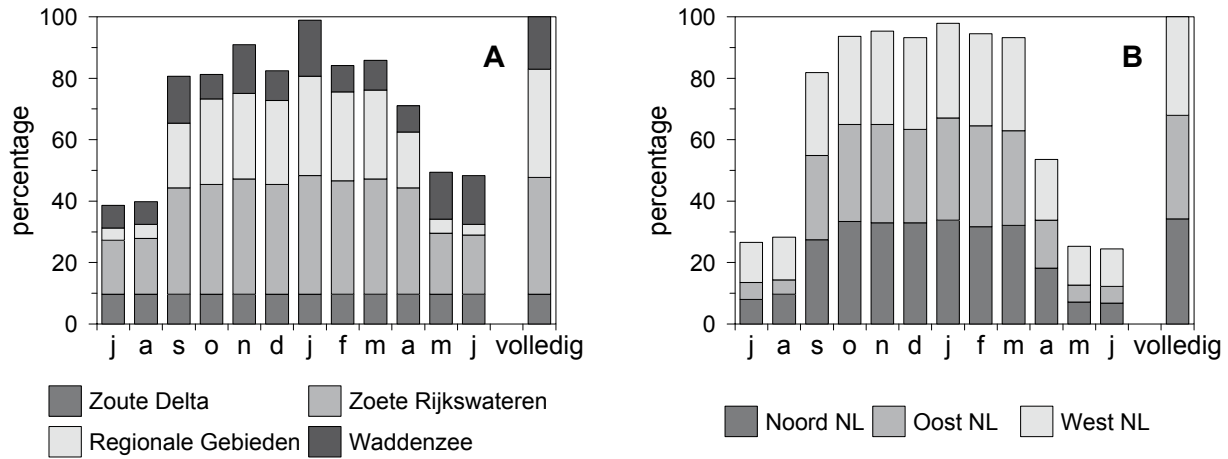 A
percentage
100
80
60
40
20
0
j a s o n d j f m a m j volledig
Zoute Delta
Zoete Rijkswateren
Regionale Gebieden
Waddenzee
B
percentage
100
80
60
40
20
0
j a s o n d j f m a m j volledig
Noord NL
Oost NL
West NL